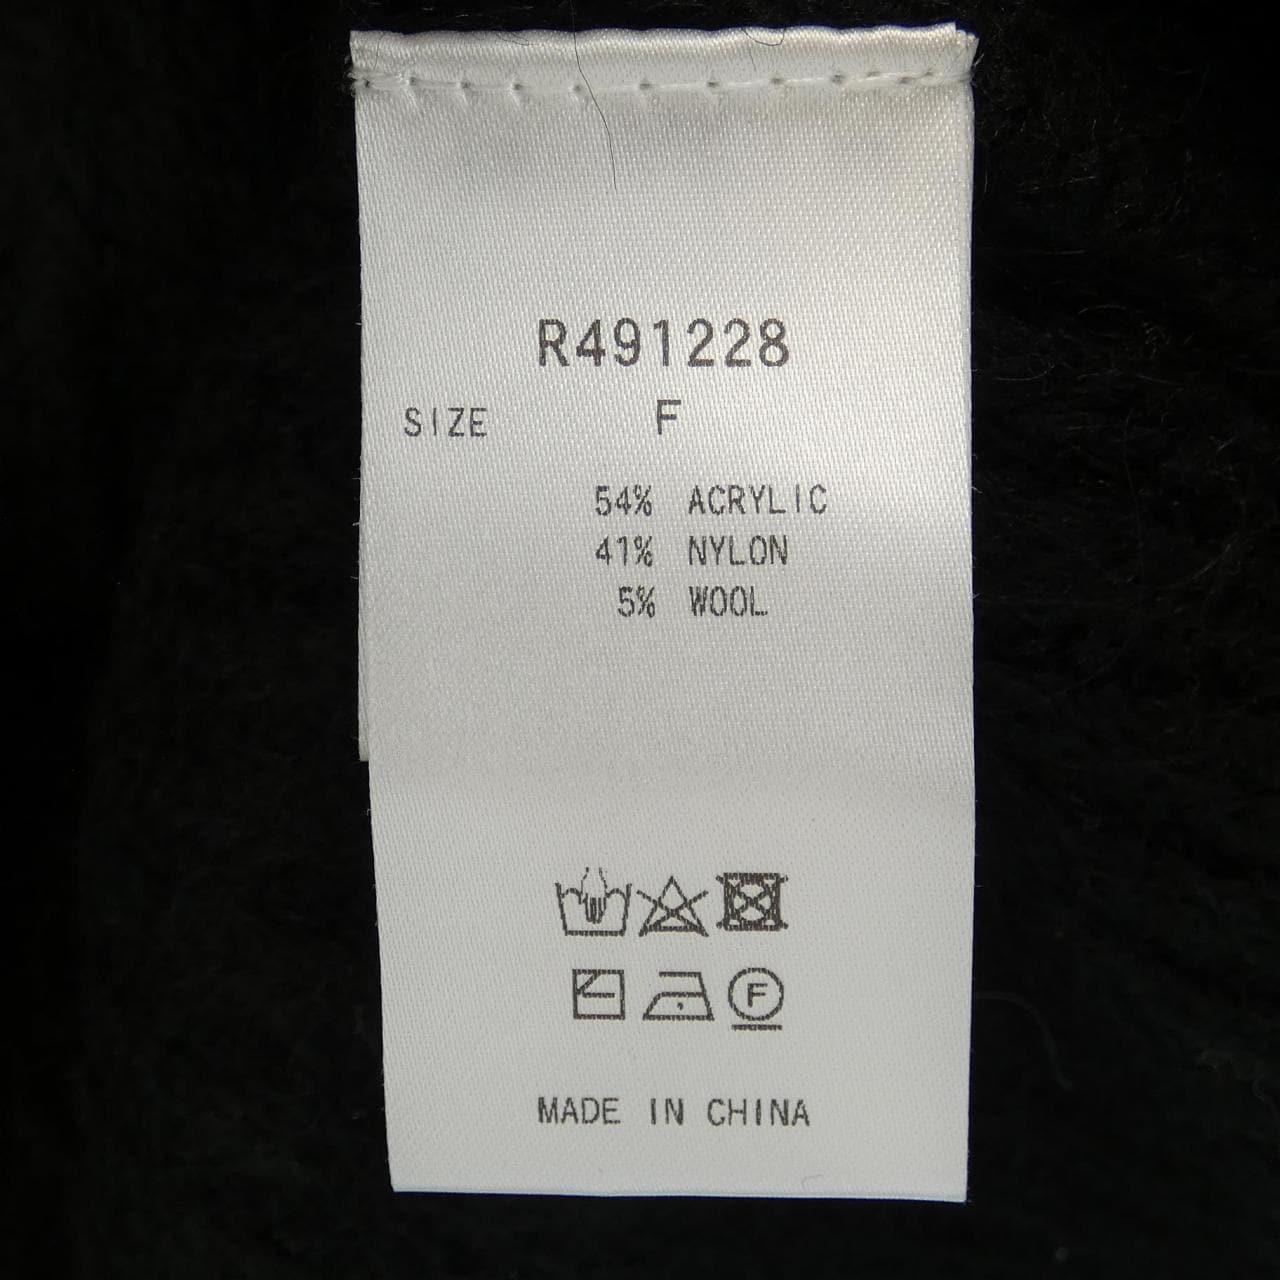 R491228
SIZE F
54% ACRYLIC
41% NYLON
5% WOOL
F
MADE IN CHINA